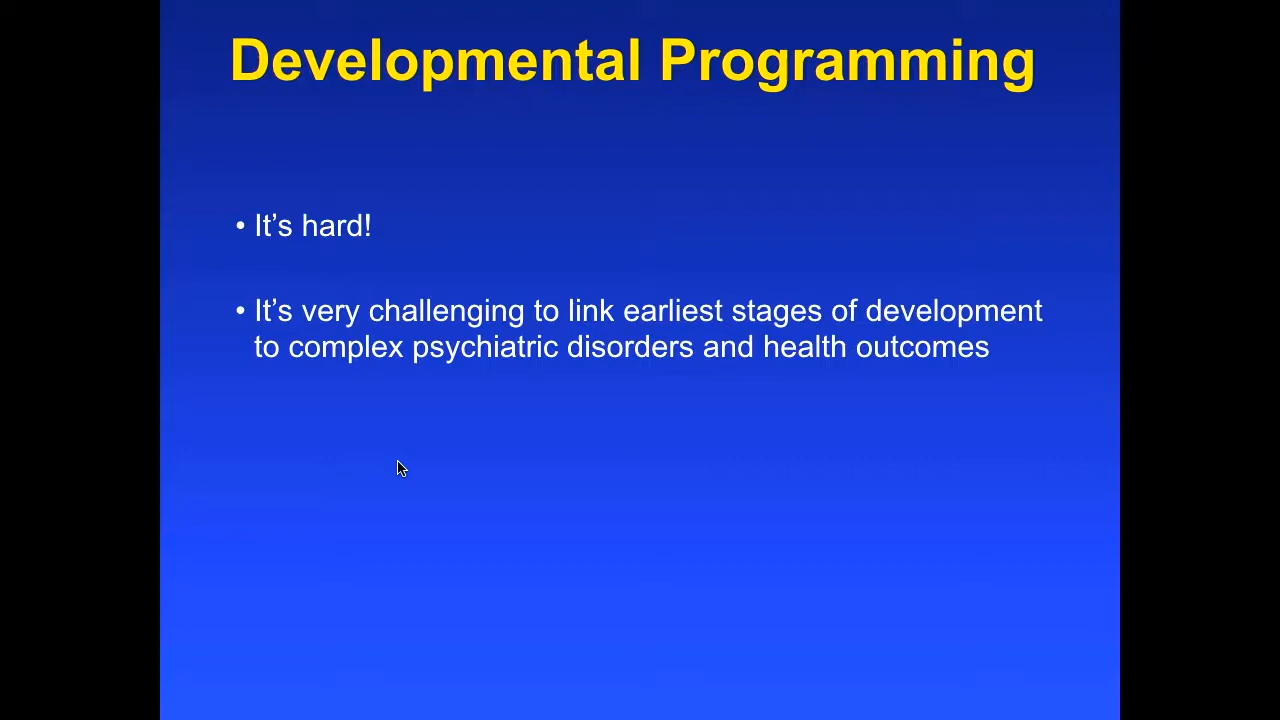 Developmental Programming
• It’s hard!
• It’s very challenging to link earliest stages of development
to complex psychiatric disorders and health outcomes